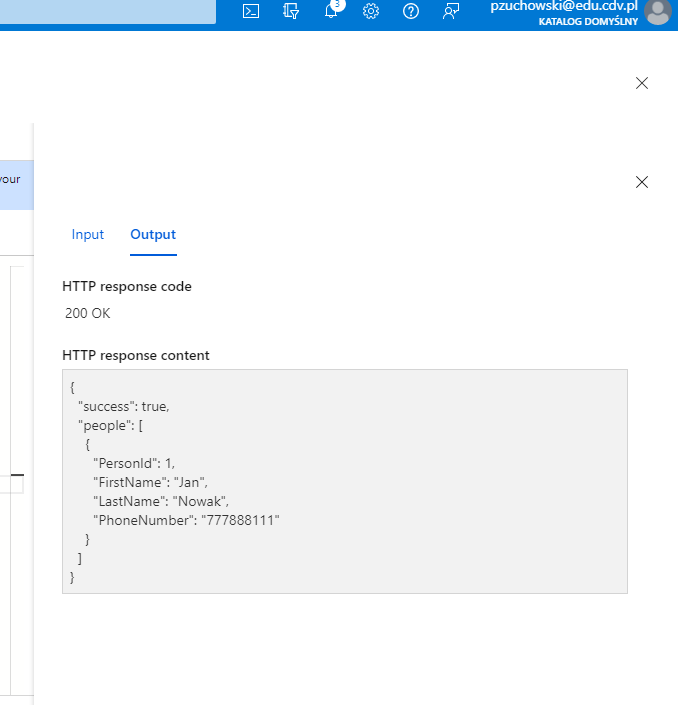 3
pzuchowski@edu.cdv.pl
KATALOG DOMYŚLNY
your
Input
Output
HTTP response code
200 OK
HTTP response content
{
"success": true,
"people": [
{
"PersonId": 1,
"FirstName": "Jan",
"LastName": "Nowak",
"PhoneNumber": "777888111"
}
]
}